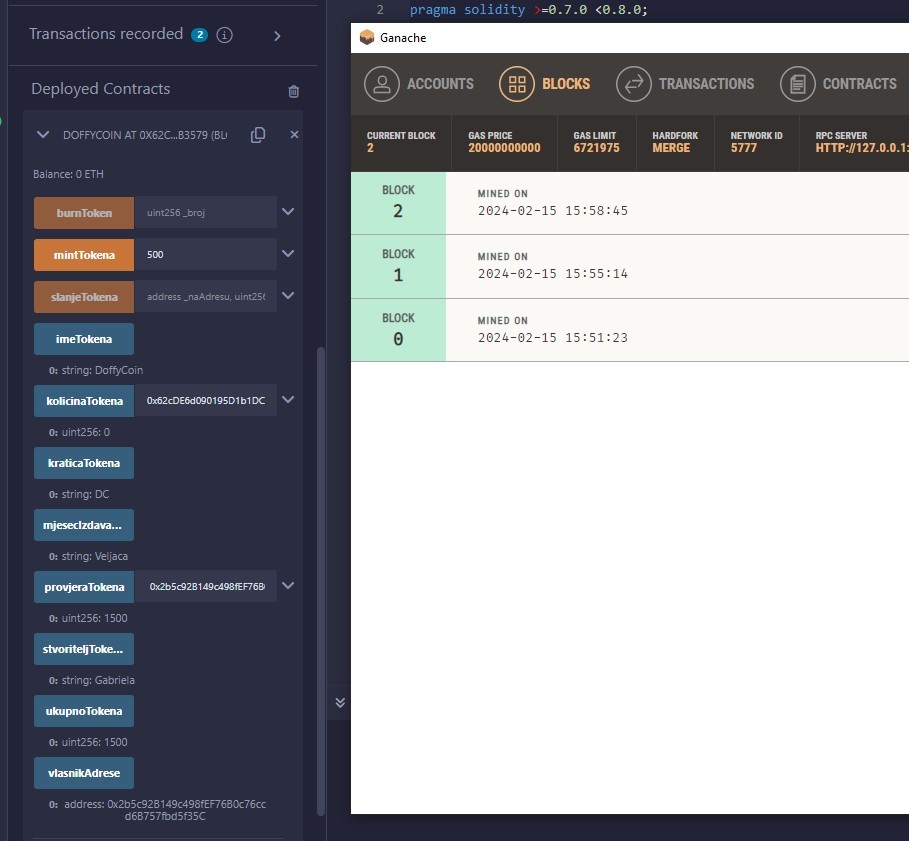 Transactions recorded 2 i
Deployed Contracts
DOFFYCOIN AT 0X62C...B3579 (BL
Balance: 0 ETH
burnToken uint256 _broj
mintTokena 500
slanjeTokena address _naAdresu, uint256
imeTokena
0: string: DoffyCoin
kolicinaTokena 0x62cDE6d090195D1b1DC
0: uint256: 0
kraticaTokena
0: string: DC
mjesecIzdava...
0: string: Veljaca
provjeraTokena 0x2b5c92B149c498fEF76B
0: uint256: 1500
stvoriteljToke...
0: string: Gabriela
ukupnoTokena
0: uint256: 1500
vlasnikAdrese
0: address: 0x2b5c92B149c498fEF76B0c76cc
d6B757fbd5f35C
2 pragma solidity >=0.7.0 <0.8.0;
Ganache
ACCOUNTS BLOCKS TRANSACTIONS CONTRACTS
CURRENT BLOCK GAS PRICE GAS LIMIT HARDFORK NETWORK ID RPC SERVER
2 20000000000 6721975 MERGE 5777 HTTP://127.0.0.1:
BLOCK MINED ON
2 2024-02-15 15:58:45
BLOCK MINED ON
1 2024-02-15 15:55:14
BLOCK MINED ON
0 2024-02-15 15:51:23